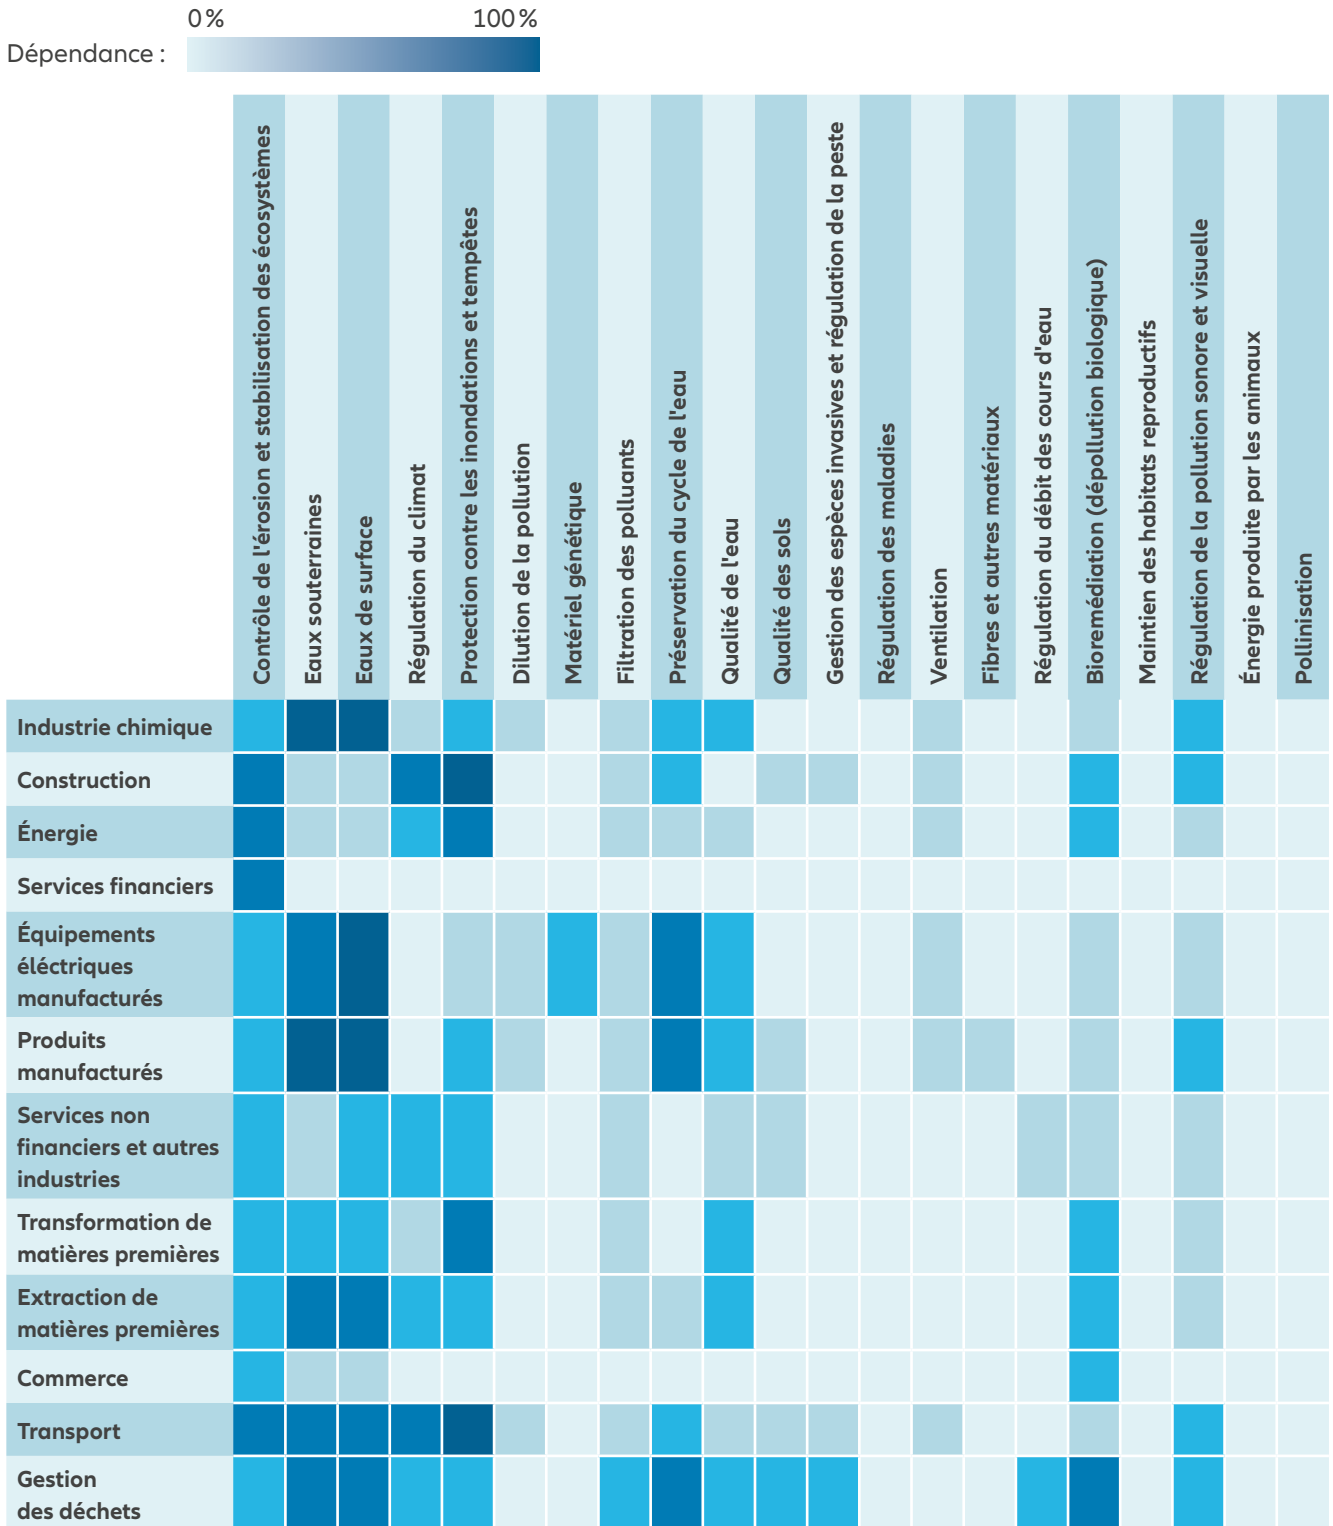 0 % 100 %
Dépendance :
Contrôle de l'érosion et stabilisation des écosystèmes
Eaux souterraines
Eaux de surface
Régulation du climat
Protection contre les inondations et tempêtes
Dilution de la pollution
Matériel génétique
Filtration des polluants
Préservation du cycle de l'eau
Qualité de l'eau
Qualité des sols
Gestion des espèces invasives et régulation de la peste
Régulation des maladies
Ventilation
Fibres et autres matériaux
Régulation du débit des cours d'eau
Bioremédiation (dépollution biologique)
Maintien des habitats reproductifs
Régulation de la pollution sonore et visuelle
Énergie produite par les animaux
Pollinisation
Industrie chimique
Construction
Énergie
Services financiers
Équipements
éléctriques
manufacturés
Produits
manufacturés
Services non
financiers et autres
industries
Transformation de
matières premières
Extraction de
matières premières
Commerce
Transport
Gestion
des déchets